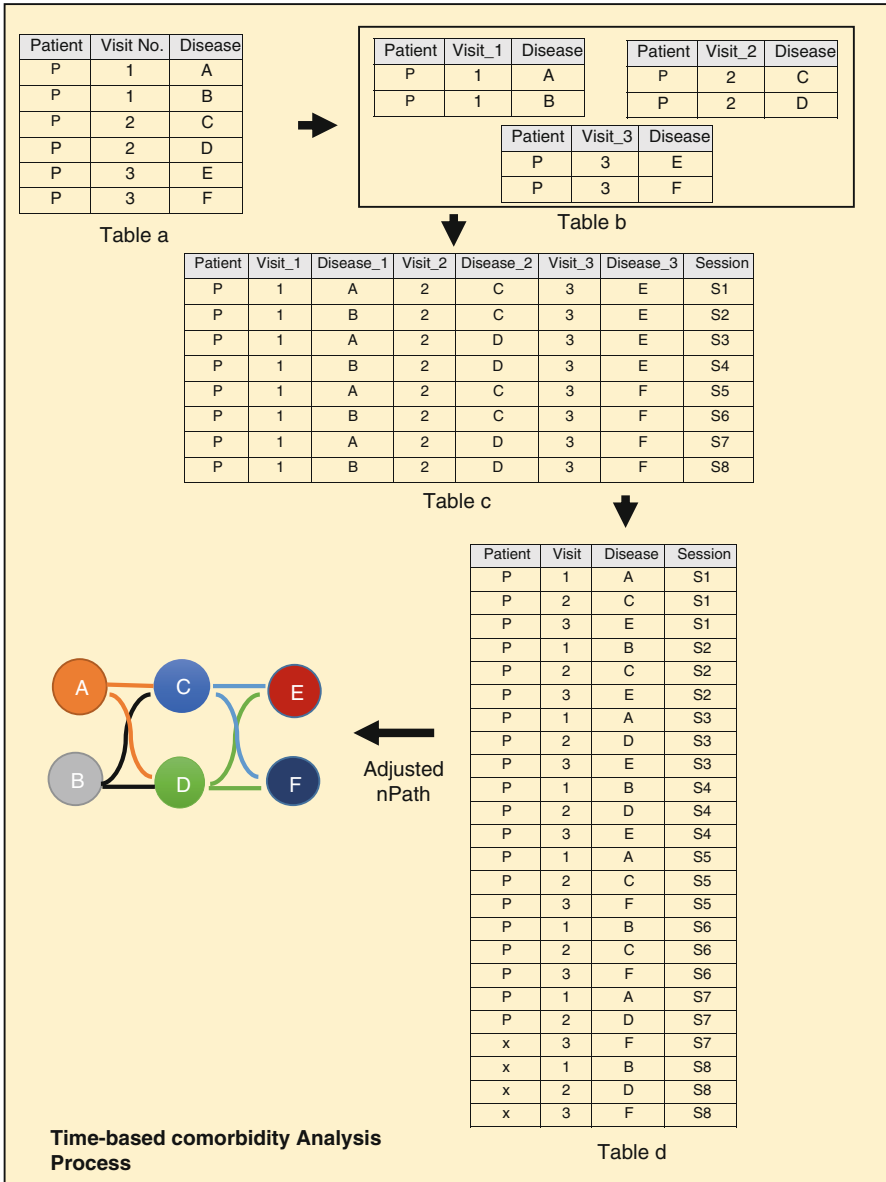 Patient Visit No. Disease
P 1 A
P 1 B
P 2 C
P 2 D
P 3 E
P 3 F
Table a
Patient Visit_1 Disease
P 1 A
P 1 B
Patient Visit_2 Disease
P 2 C
P 2 D
Patient Visit_3 Disease
P 3 E
P 3 F
Table b
Patient Visit_1 Disease_1 Visit_2 Disease_2 Visit_3 Disease_3 Session
P 1 A 2 C 3 E S1
P 1 B 2 C 3 E S2
P 1 A 2 D 3 E S3
P 1 B 2 D 3 E S4
P 1 A 2 C 3 F S5
P 1 B 2 C 3 F S6
P 1 A 2 D 3 F S7
P 1 B 2 D 3 F S8
Table c
Patient Visit Disease Session
P 1 A S1
P 2 C S1
P 3 E S1
P 1 B S2
P 2 C S2
P 3 E S2
P 1 A S3
P 2 D S3
P 3 E S3
P 1 B S4
P 2 D S4
P 3 E S4
P 1 A S5
P 2 C S5
P 3 F S5
P 1 B S6
P 2 C S6
P 3 F S6
P 1 A S7
P 2 D S7
x 3 F S7
x 1 B S8
x 2 D S8
x 3 F S8
Table d
Adjusted
nPath
A C E
B D F
Time-based comorbidity Analysis
Process